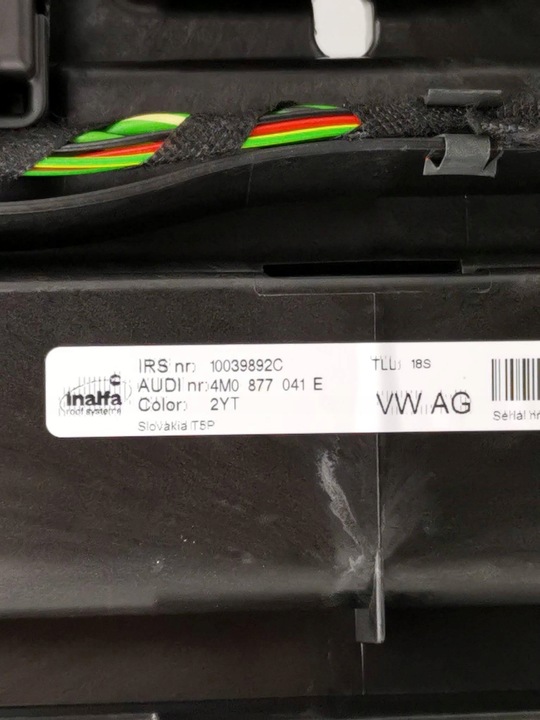 inalfa
roof systems
IRS nr: 10039892C
AUDI nr: 4M0 877 041 E
Color: 2YT
Slovakia T5P
TLU: 18S
VW AG
Serial nr